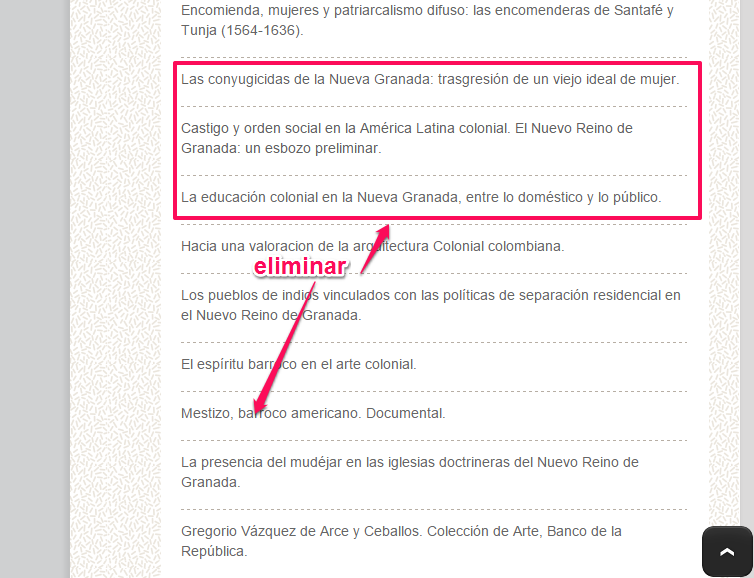 Encomienda, mujeres y patriarcalismo difuso: las encomenderas de Santafé y
Tunja (1564-1636).
Las conyugicidas de la Nueva Granada: trasgresión de un viejo ideal de mujer.
Castigo y orden social en la América Latina colonial. El Nuevo Reino de
Granada: un esbozo preliminar.
La educación colonial en la Nueva Granada, entre lo doméstico y lo público.
Hacia una valoracion de la arquitectura Colonial colombiana.
eliminar
Los pueblos de indios vinculados con las políticas de separación residencial en
el Nuevo Reino de Granada.
El espíritu barroco en el arte colonial.
Mestizo, barroco americano. Documental.
La presencia del mudéjar en las iglesias doctrineras del Nuevo Reino de
Granada.
Gregorio Vázquez de Arce y Ceballos. Colección de Arte, Banco de la
República.